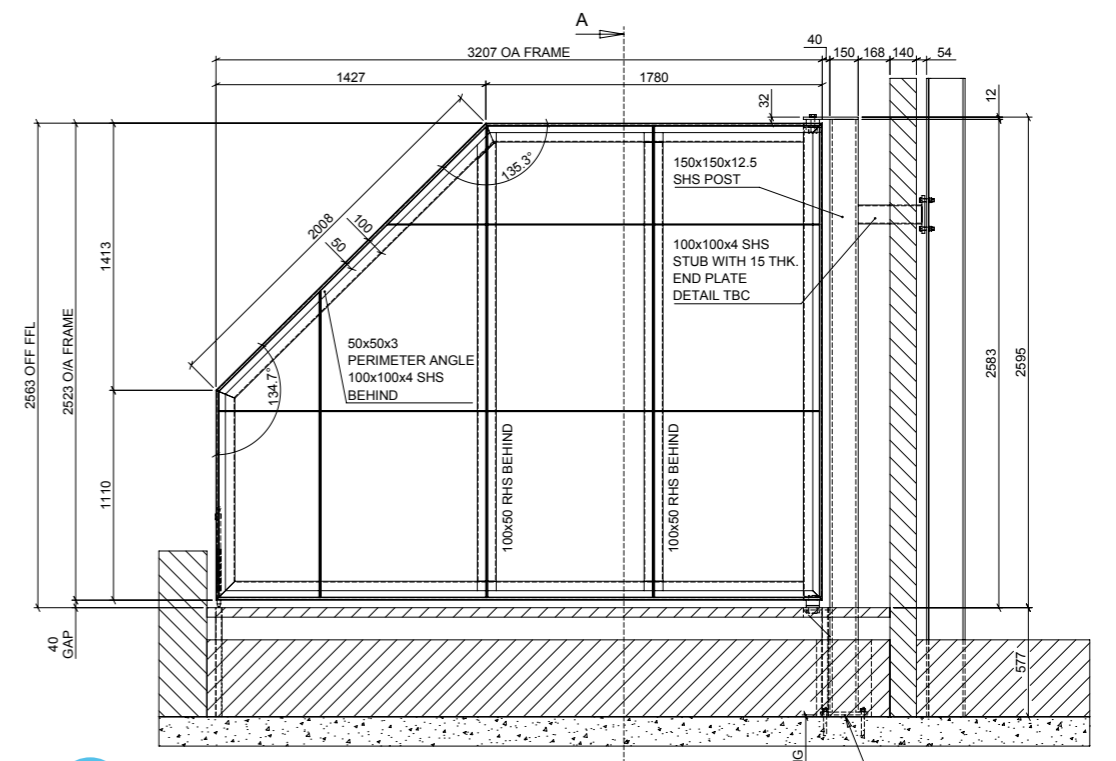 A
3207 OA FRAME
40
150
168
140
54
1427
1780
32
12
135.3°
150x150x12.5
SHS POST
2008
100
50
100x100x4 SHS
STUB WITH 15 THK.
END PLATE
DETAIL TBC
1413
2563 OFF FFL
2523 O/A FRAME
50x50x3
PERIMETER ANGLE
100x100x4 SHS
BEHIND
134.7°
2583
2595
1110
100x50 RHS BEHIND
100x50 RHS BEHIND
40
GAP
577